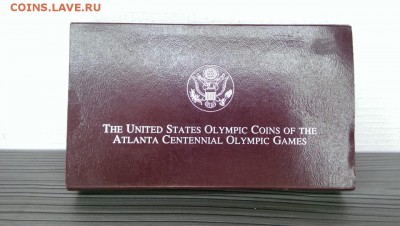 COINS.LAVE.RU
THE UNITED STATES OLYMPIC COINS OF THE
ATLANTA CENTENNIAL OLYMPIC GAMES